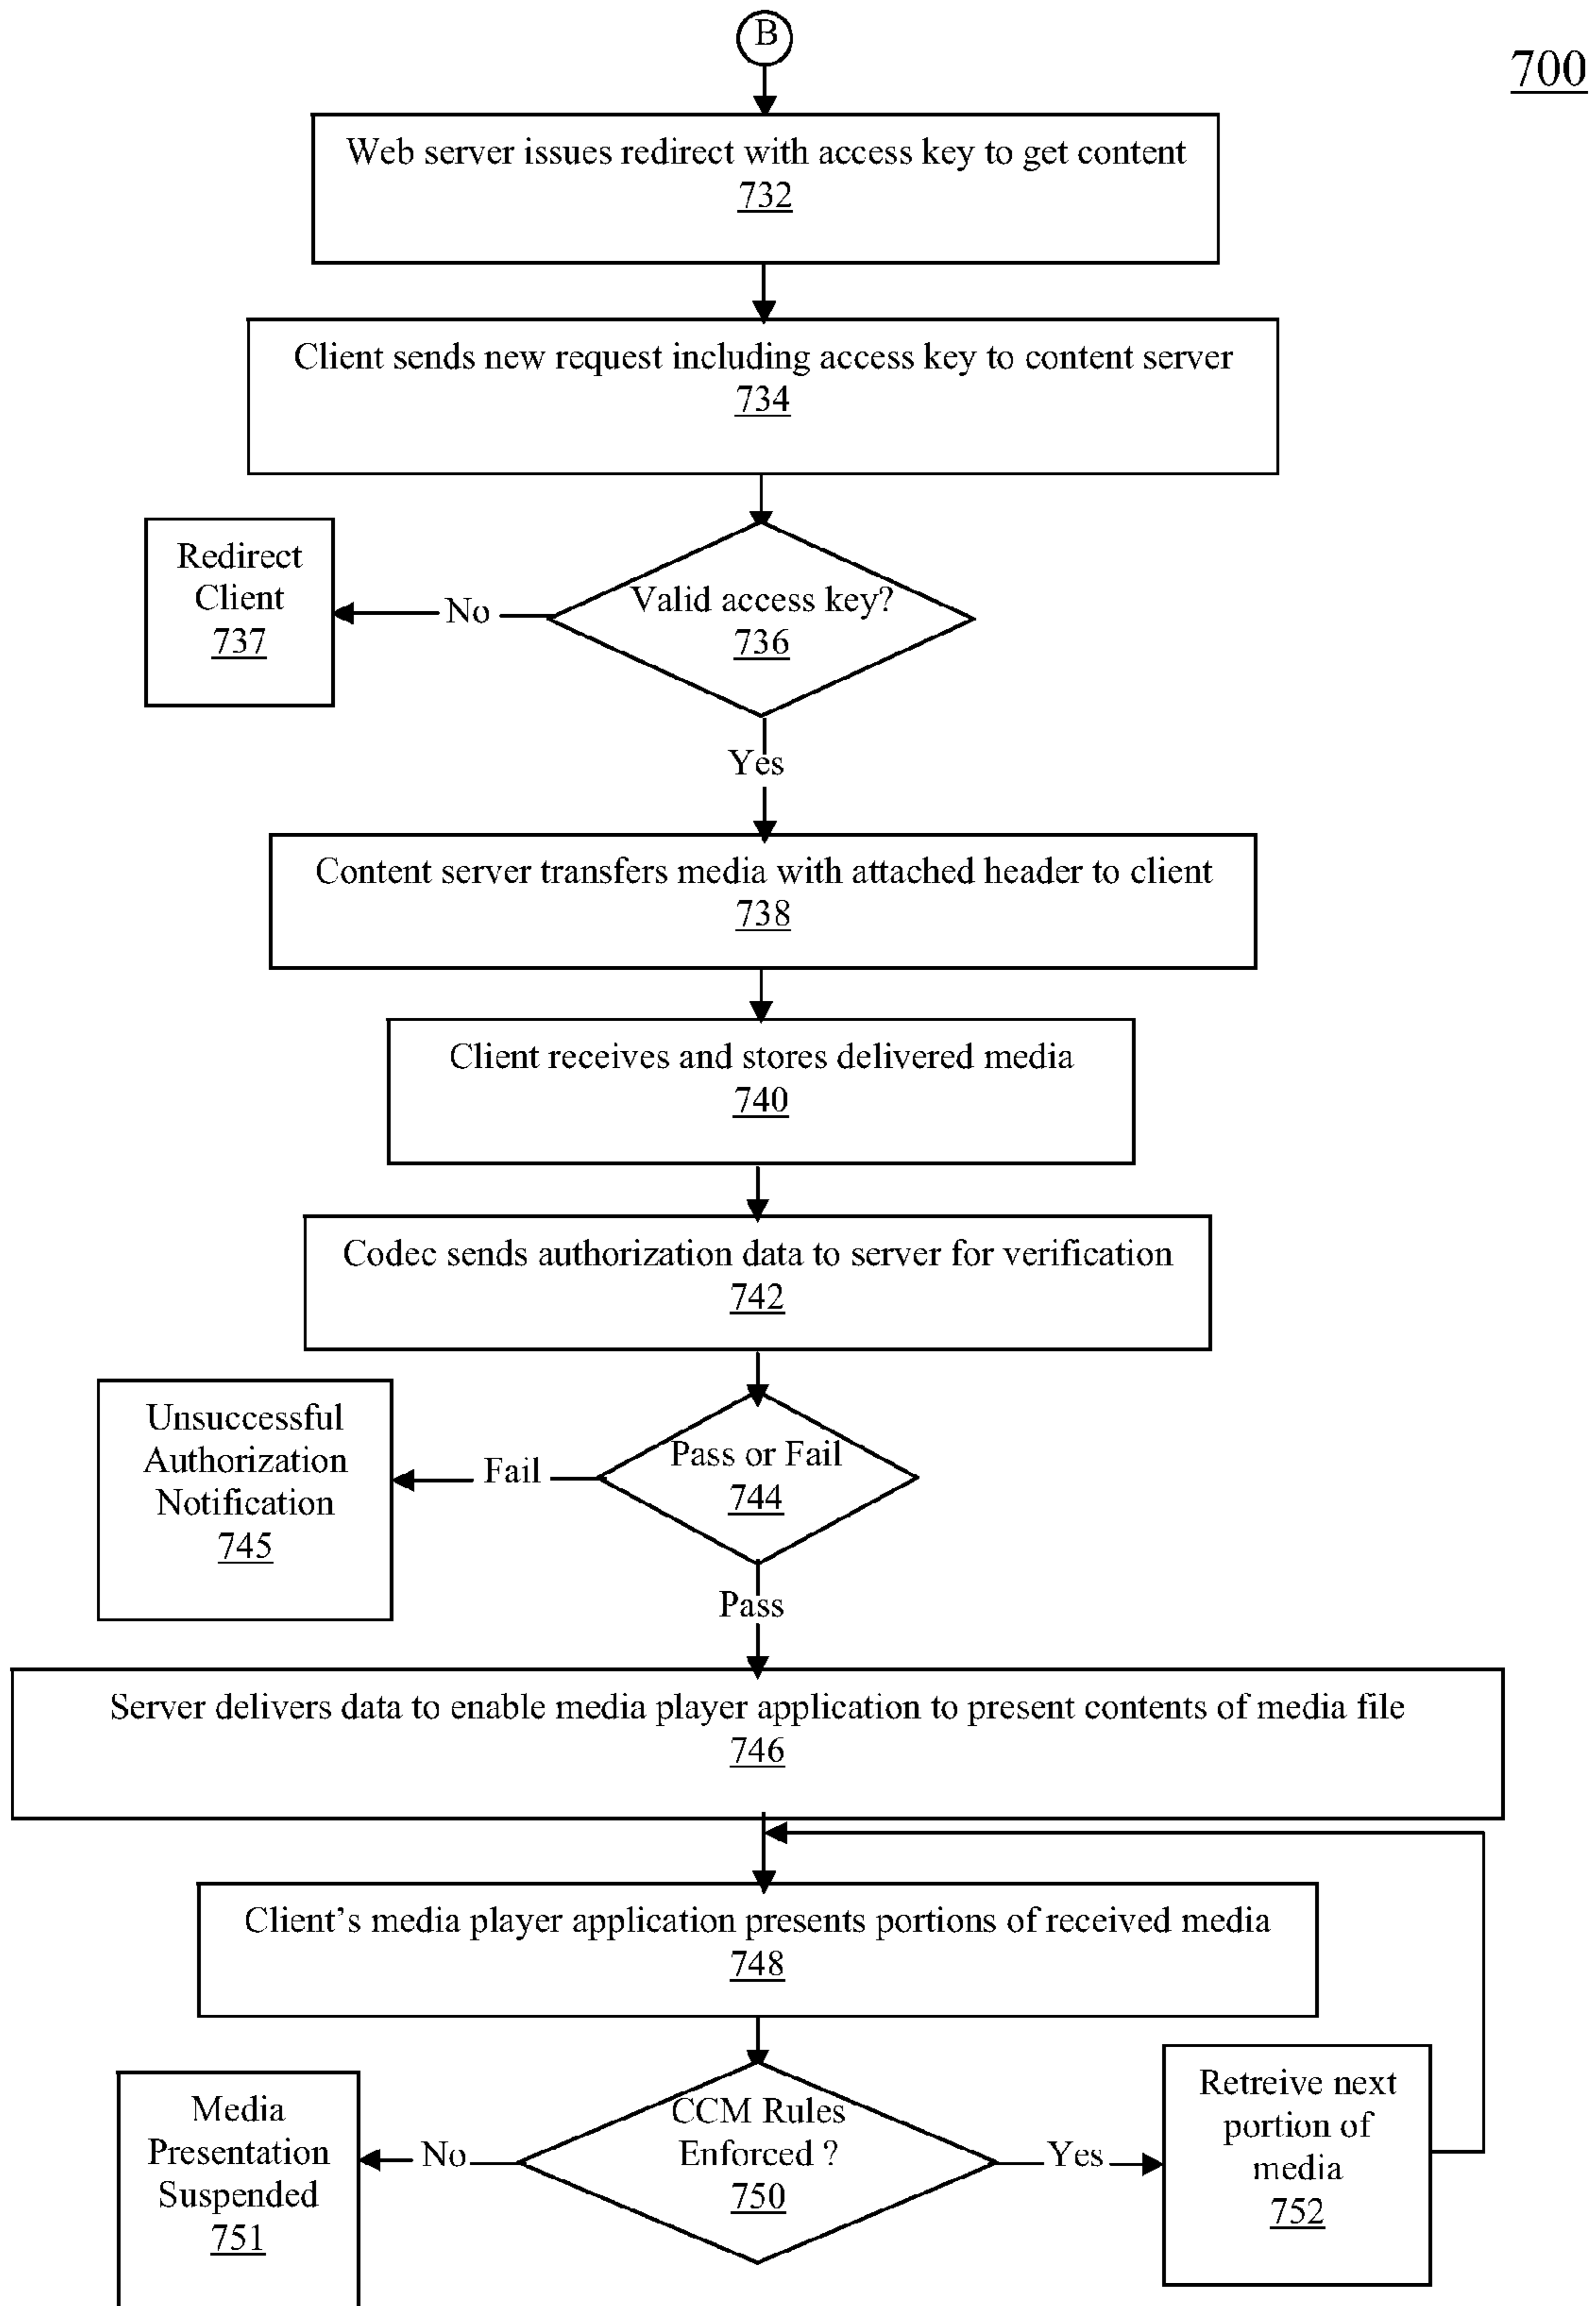 B
700
Web server issues redirect with access key to get content
732
Client sends new request including access key to content server
734
Redirect
Client
737
No
Valid access key?
736
Yes
Content server transfers media with attached header to client
738
Client receives and stores delivered media
740
Codec sends authorization data to server for verification
742
Unsuccessful
Authorization
Notification
745
Fail
Pass or Fail
744
Pass
Server delivers data to enable media player application to present contents of media file
746
Client's media player application presents portions of received media
748
Media
Presentation
Suspended
751
No
CCM Rules
Enforced ?
750
Yes
Retreive next
portion of
media
752